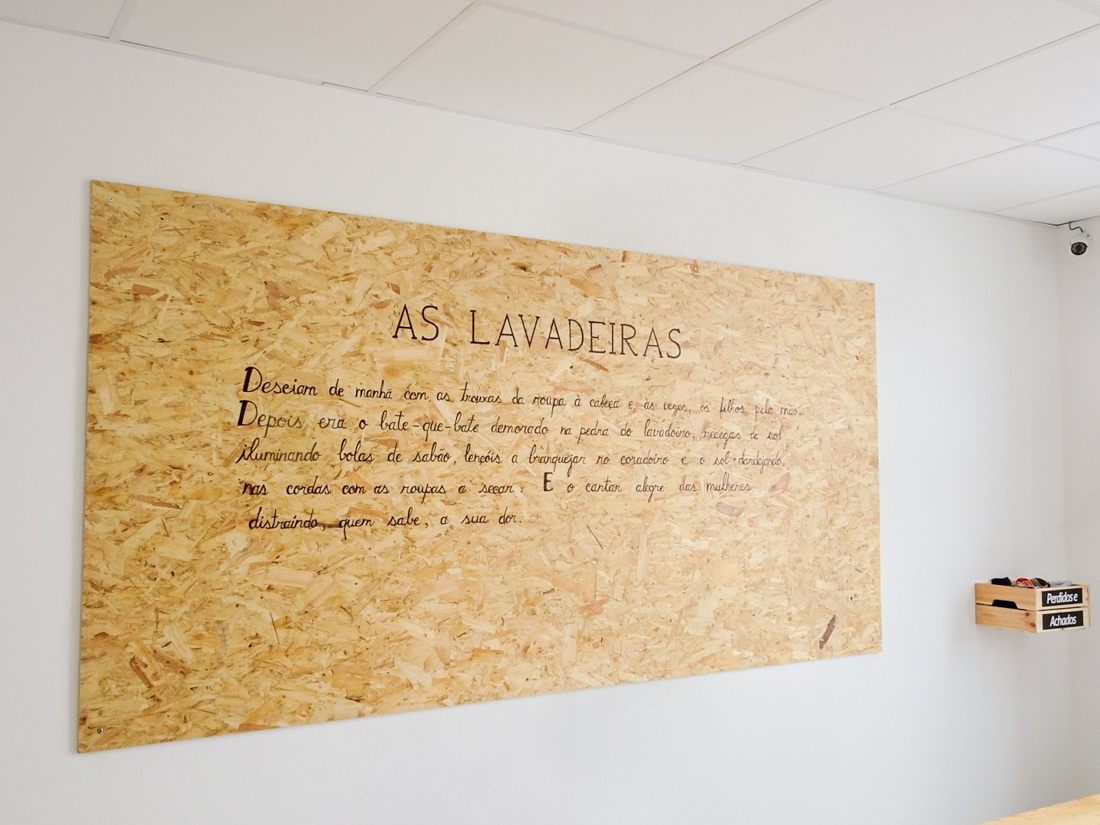 AS LAVADEIRAS
Desciam de manhã com as trouxas da roupa à cabeça e, às vezes, os filhos pela mão.
Depois, era o bate-que-bate demorado na pedra do lavadoiro, nesgas de sol
iluminando bolas de sabão, lençóis a branquejar no coradoiro e o sol dardejando
nas cordas com as roupas a secar. E o cantar alegre das mulheres
distraindo, quem sabe, a sua dor.
Perdidos e
Achados